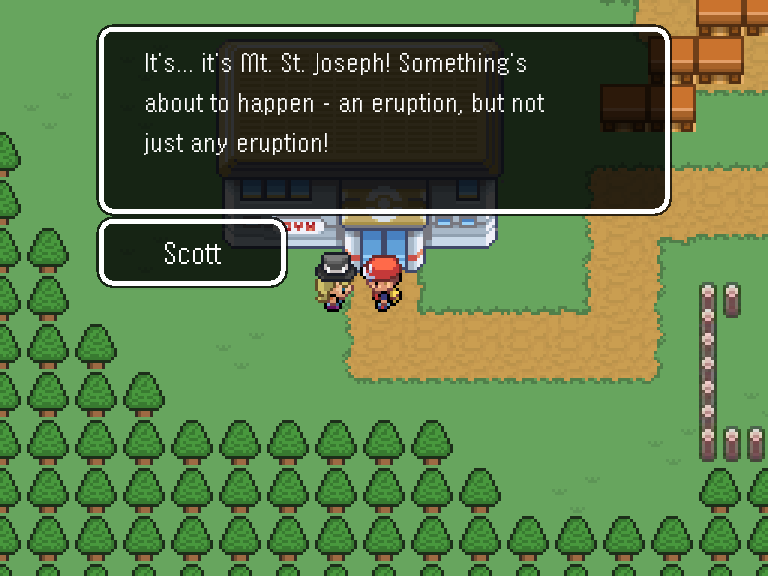 It's... it's Mt. St. Joseph! Something's
about to happen - an eruption, but not
just any eruption!
Scott